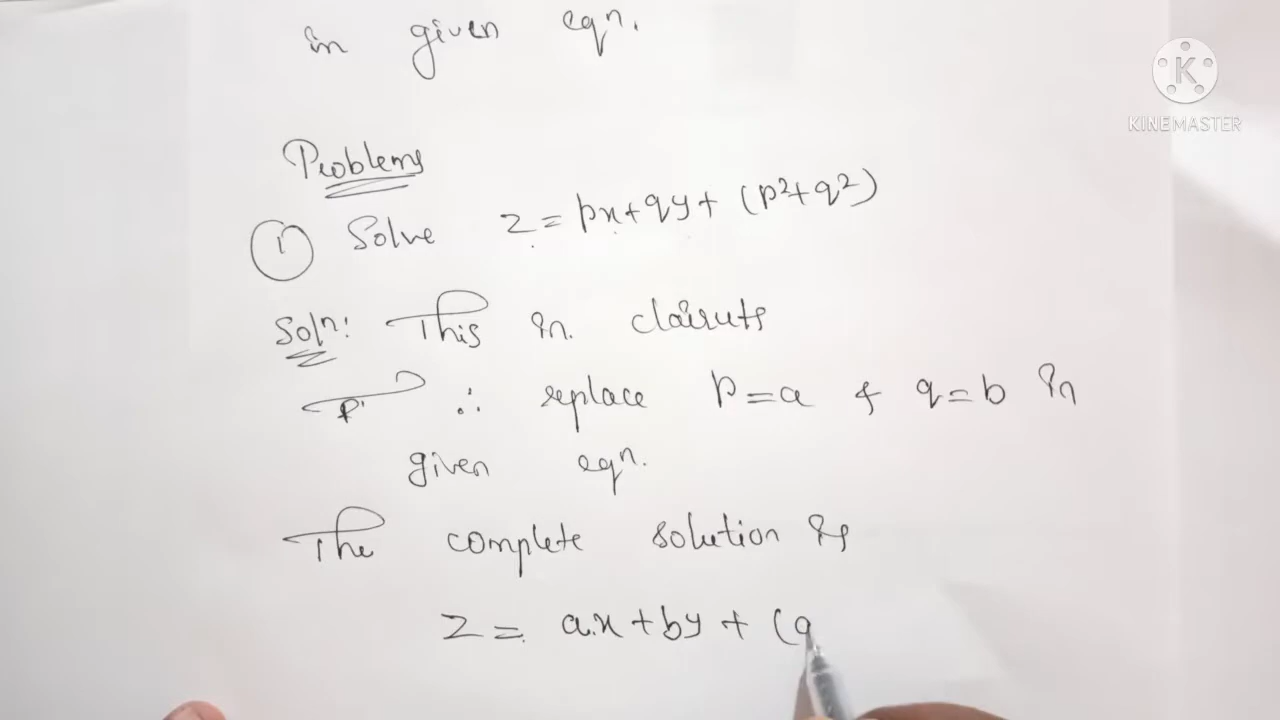 in given eqn.
KINEMASTER
Problems
① Solve z = px + qy + (p²+q²)
Soln: This in clairuts
∴ replace p=a & q=b in
given eqn.
The complete solution is
z = ax + by + (a